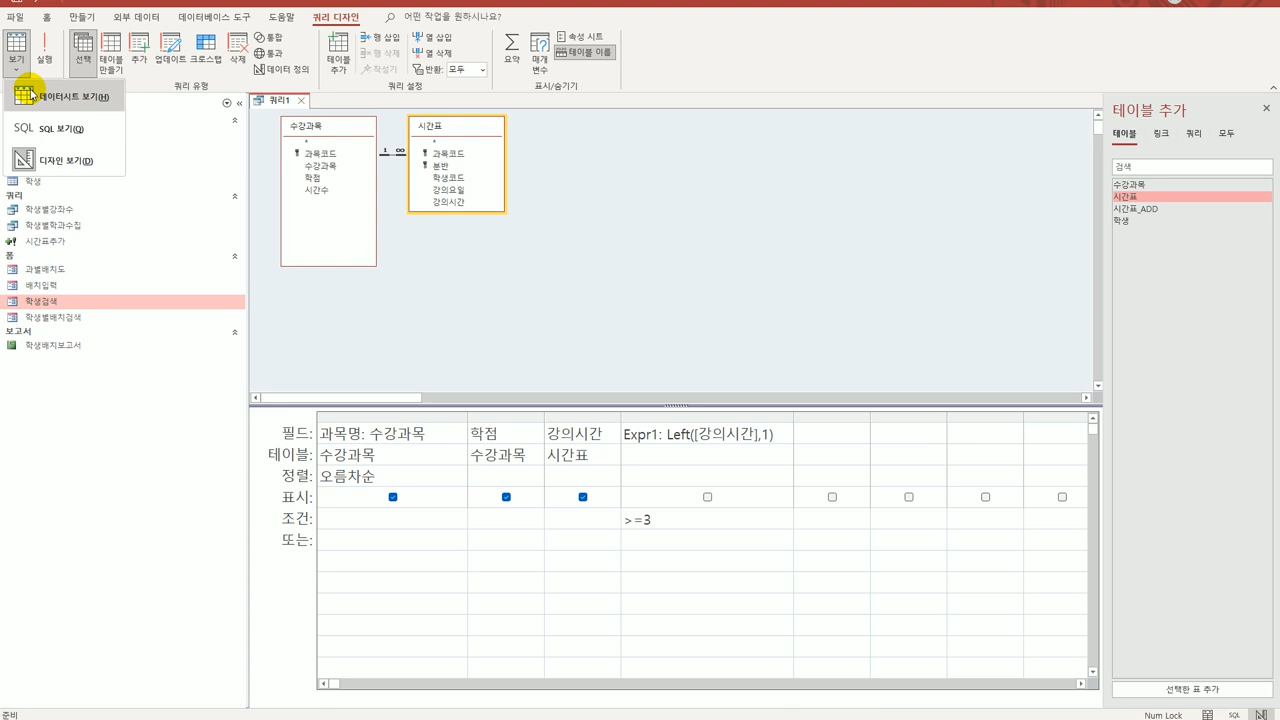 파일 홈 만들기 외부 데이터 데이터베이스 도구 도움말 쿼리 디자인 어떤 작업을 원하시나요?
보기 실행 선택 테이블 만들기 추가 업데이트 크로스탭 삭제 통합 통과 데이터 정의
쿼리 유형
테이블 추가 행 삽입 행 삭제 작성기 열 삽입 열 삭제 반환: 모두
쿼리 설정
요약 매개 변수 속성 시트 테이블 이름
표시/숨기기
데이터시트 보기(H)
SQL SQL 보기(Q)
디자인 보기(D)
학생
쿼리
학생별강좌수
학생별학과수집
시간표추가
폼
과별배치도
배치입력
학생검색
학생별배치검색
보고서
학생배치보고서
쿼리1
수강과목
*
과목코드
수강과목
학점
시간수
1 ∞
시간표
*
과목코드
분반
학생코드
강의요일
강의시간
필드: 과목명: 수강과목 학점 강의시간 Expr1: Left([강의시간],1)
테이블: 수강과목 수강과목 시간표
정렬: 오름차순
표시:
조건: >=3
또는:
테이블 추가
테이블 링크 쿼리 모두
검색
수강과목
시간표
시간표_ADD
학생
선택한 표 추가
준비
Num Lock SQL